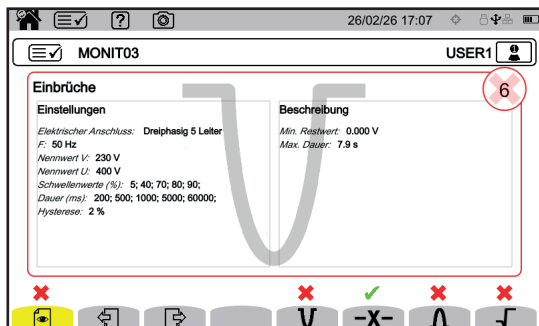 26/02/26 17:07
MONIT03
USER1
Einbrüche
6
Einstellungen
Elektrischer Anschluss: Dreiphasig 5 Leiter
F: 50 Hz
Nennwert V: 230 V
Nennwert U: 400 V
Schwellenwerte (%): 5; 40; 70; 80; 90;
Dauer (ms): 200; 500; 1000; 5000; 60000;
Hysterese: 2 %
Beschreibung
Min. Restwert: 0.000 V
Max. Dauer: 7.9 s
-X-